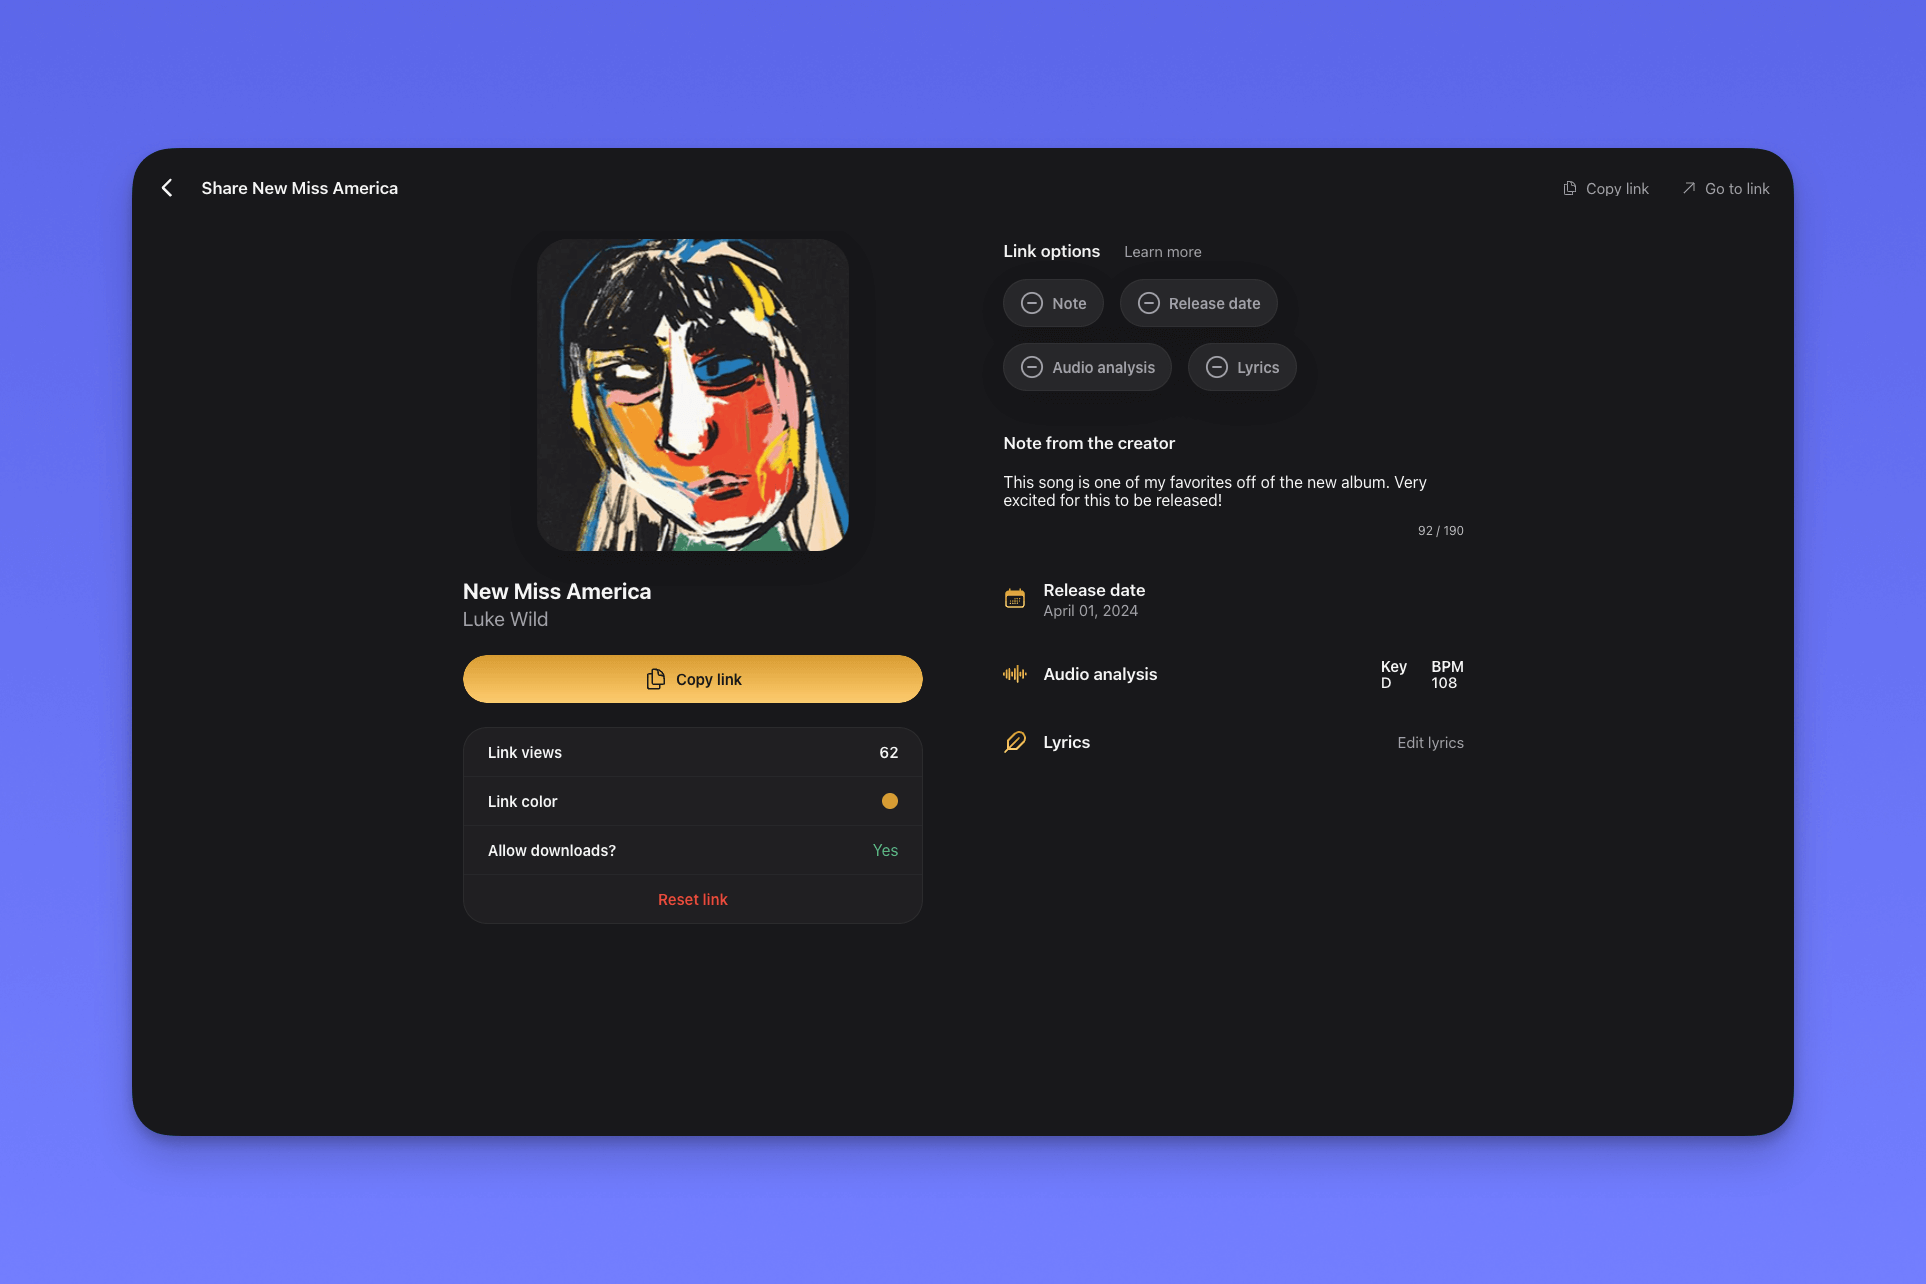 Share New Miss America
Copy link
Go to link
New Miss America
Luke Wild
Copy link
Link views
62
Link color
Allow downloads?
Yes
Reset link
Link options
Learn more
Note
Release date
Audio analysis
Lyrics
Note from the creator
This song is one of my favorites off of the new album. Very
excited for this to be released!
92 / 190
Release date
April 01, 2024
Audio analysis
Key
D
BPM
108
Lyrics
Edit lyrics